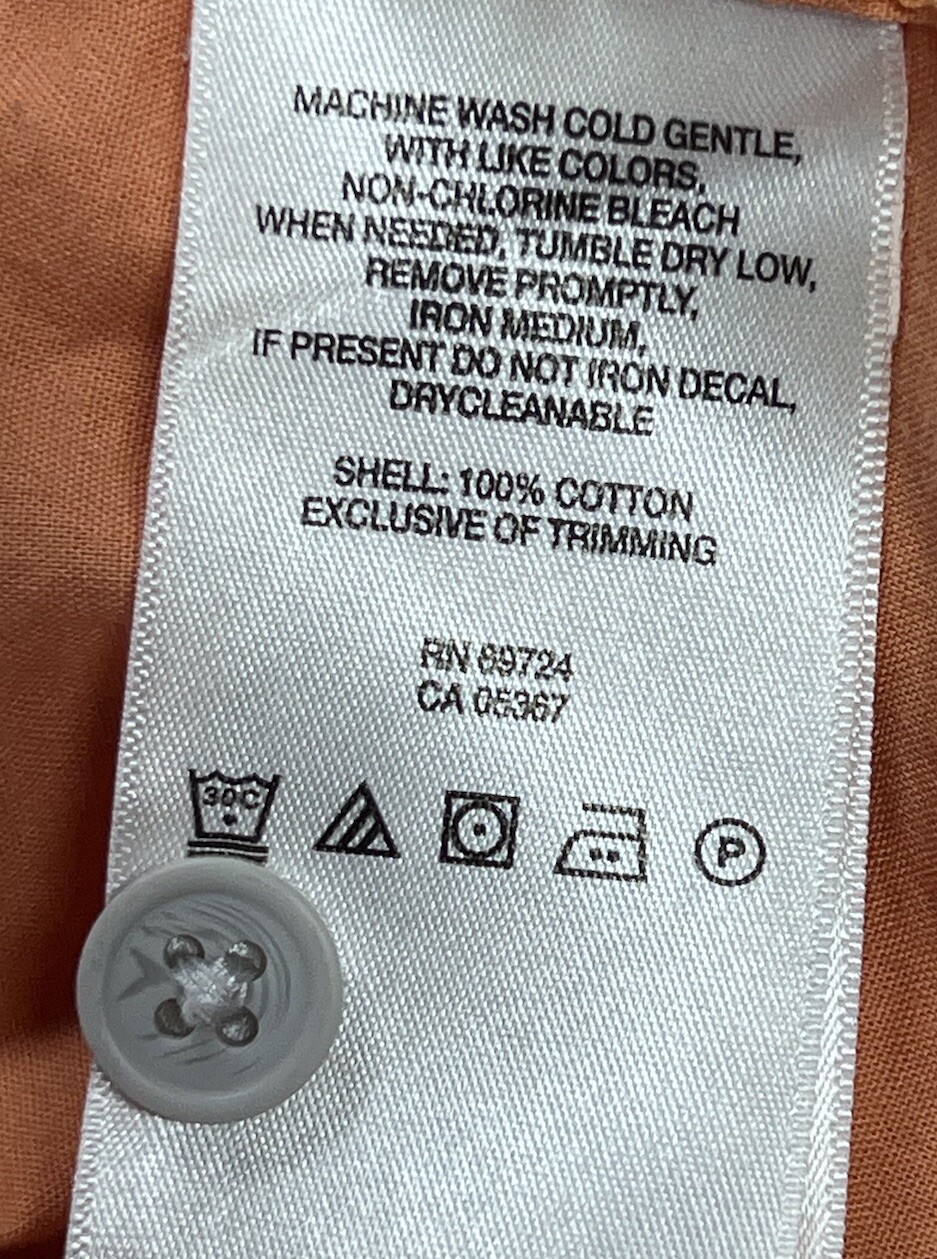 MACHINE WASH COLD GENTLE,
WITH LIKE COLORS,
NON-CHLORINE BLEACH
WHEN NEEDED, TUMBLE DRY LOW,
REMOVE PROMPTLY,
IRON MEDIUM,
IF PRESENT DO NOT IRON DECAL,
DRYCLEANABLE
SHELL: 100% COTTON
EXCLUSIVE OF TRIMMING
RN 69724
CA 05367
30C
P